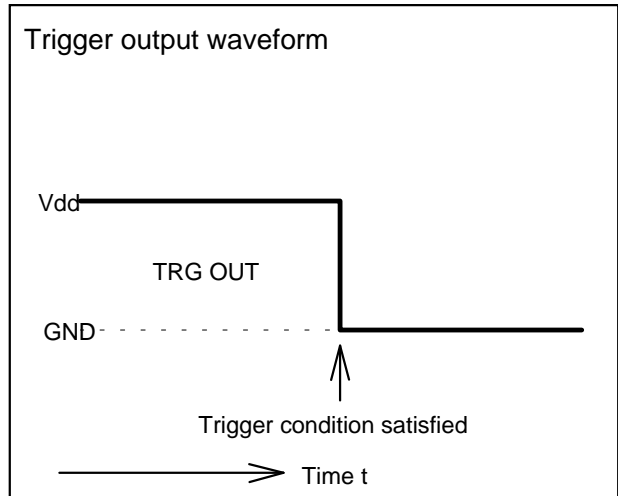 Trigger output waveform
Vdd
TRG OUT
GND
Trigger condition satisfied
Time t